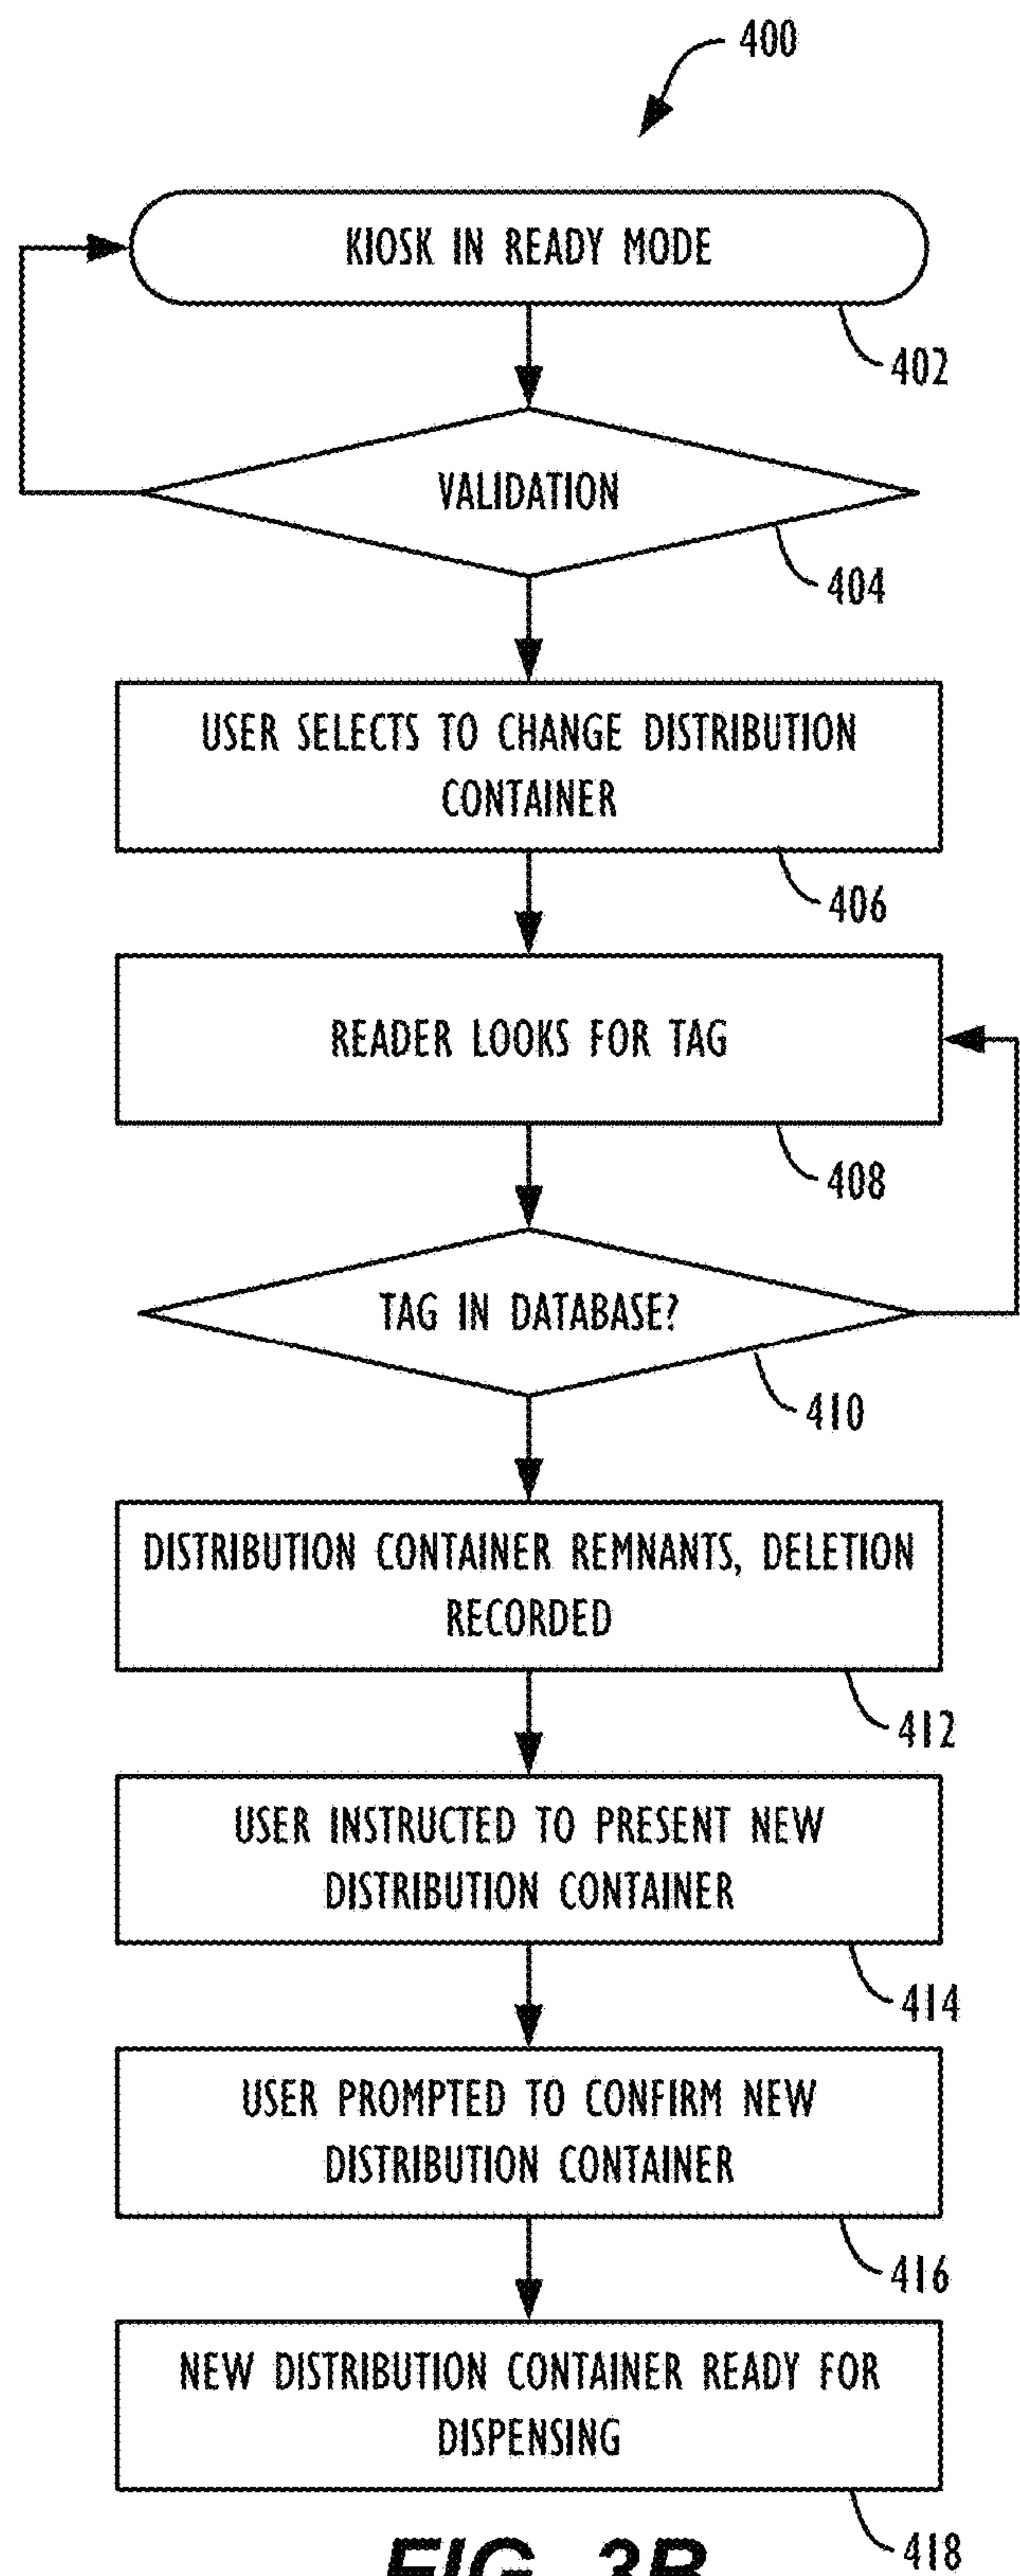 400
KIOSK IN READY MODE
402
VALIDATION
404
USER SELECTS TO CHANGE DISTRIBUTION
CONTAINER
406
READER LOOKS FOR TAG
408
TAG IN DATABASE?
410
DISTRIBUTION CONTAINER REMNANTS, DELETION
RECORDED
412
USER INSTRUCTED TO PRESENT NEW
DISTRIBUTION CONTAINER
414
USER PROMPTED TO CONFIRM NEW
DISTRIBUTION CONTAINER
416
NEW DISTRIBUTION CONTAINER READY FOR
DISPENSING
418
FIG. 3B